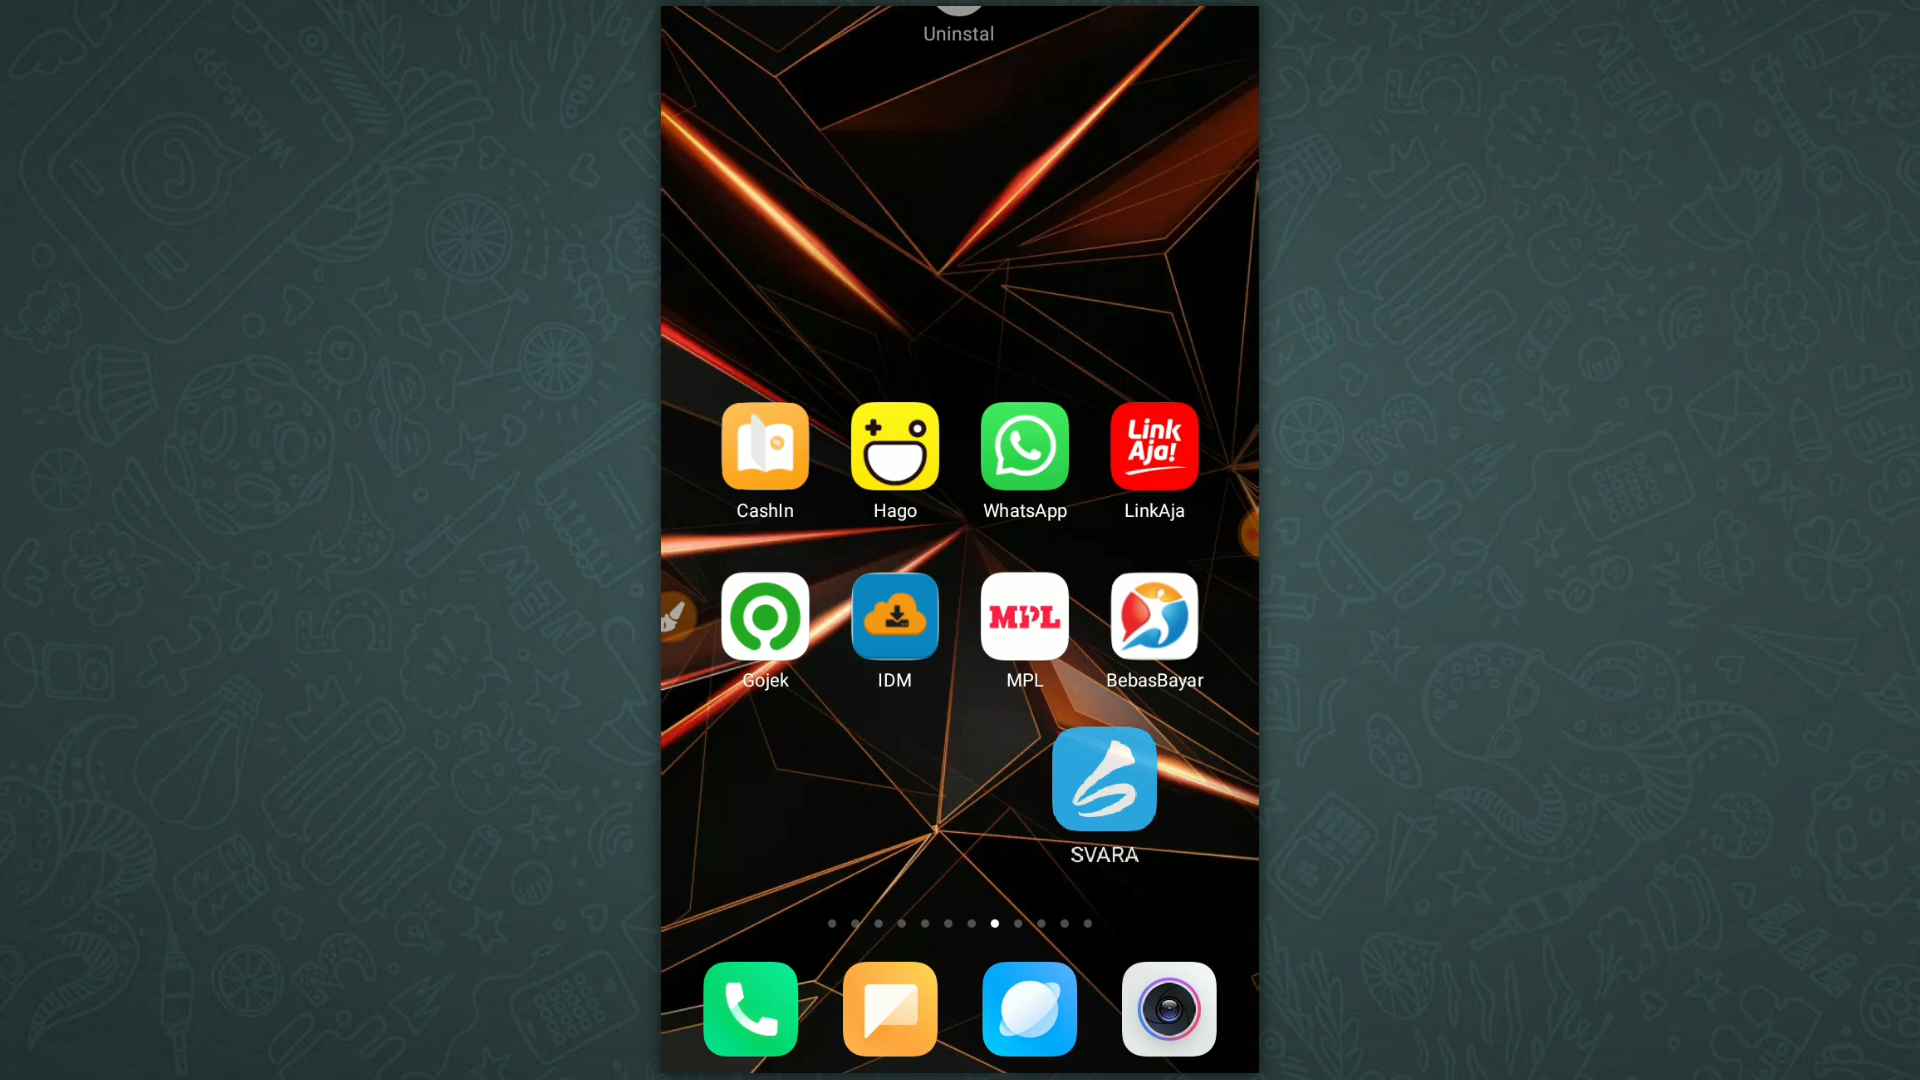 Uninstal
Link
Aja!
CashIn
Hago
WhatsApp
LinkAja
MPL
Gojek
IDM
MPL
BebasBayar
SVARA